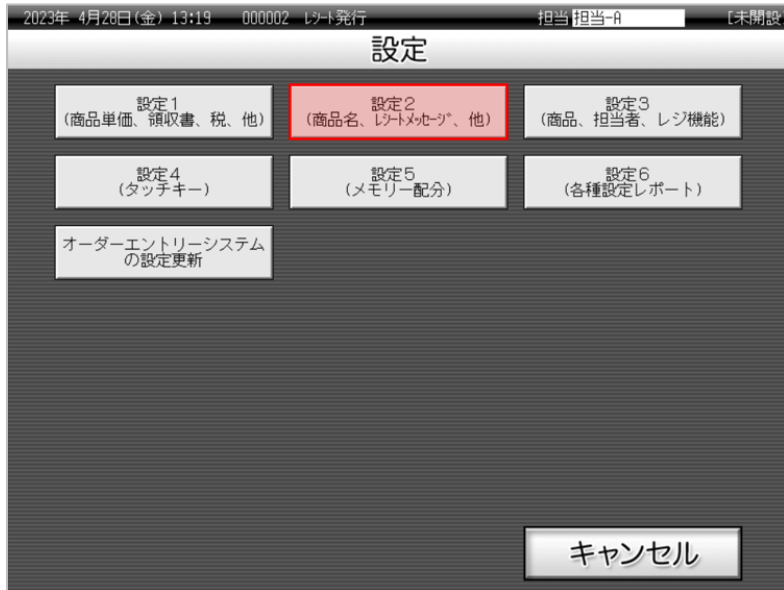 2023年 4月28日(金) 13:19 000002 ﾚｼｰﾄ発行 担当 担当-A [未開設
設定
設定1
(商品単価、領収書、税、他)
設定2
(商品名、ﾚｼｰﾄﾒｯｾｰｼﾞ、他)
設定3
(商品、担当者、レジ機能)
設定4
(タッチキー)
設定5
(メモリー配分)
設定6
(各種設定レポート)
オーダーエントリーシステム
の設定更新
キャンセル